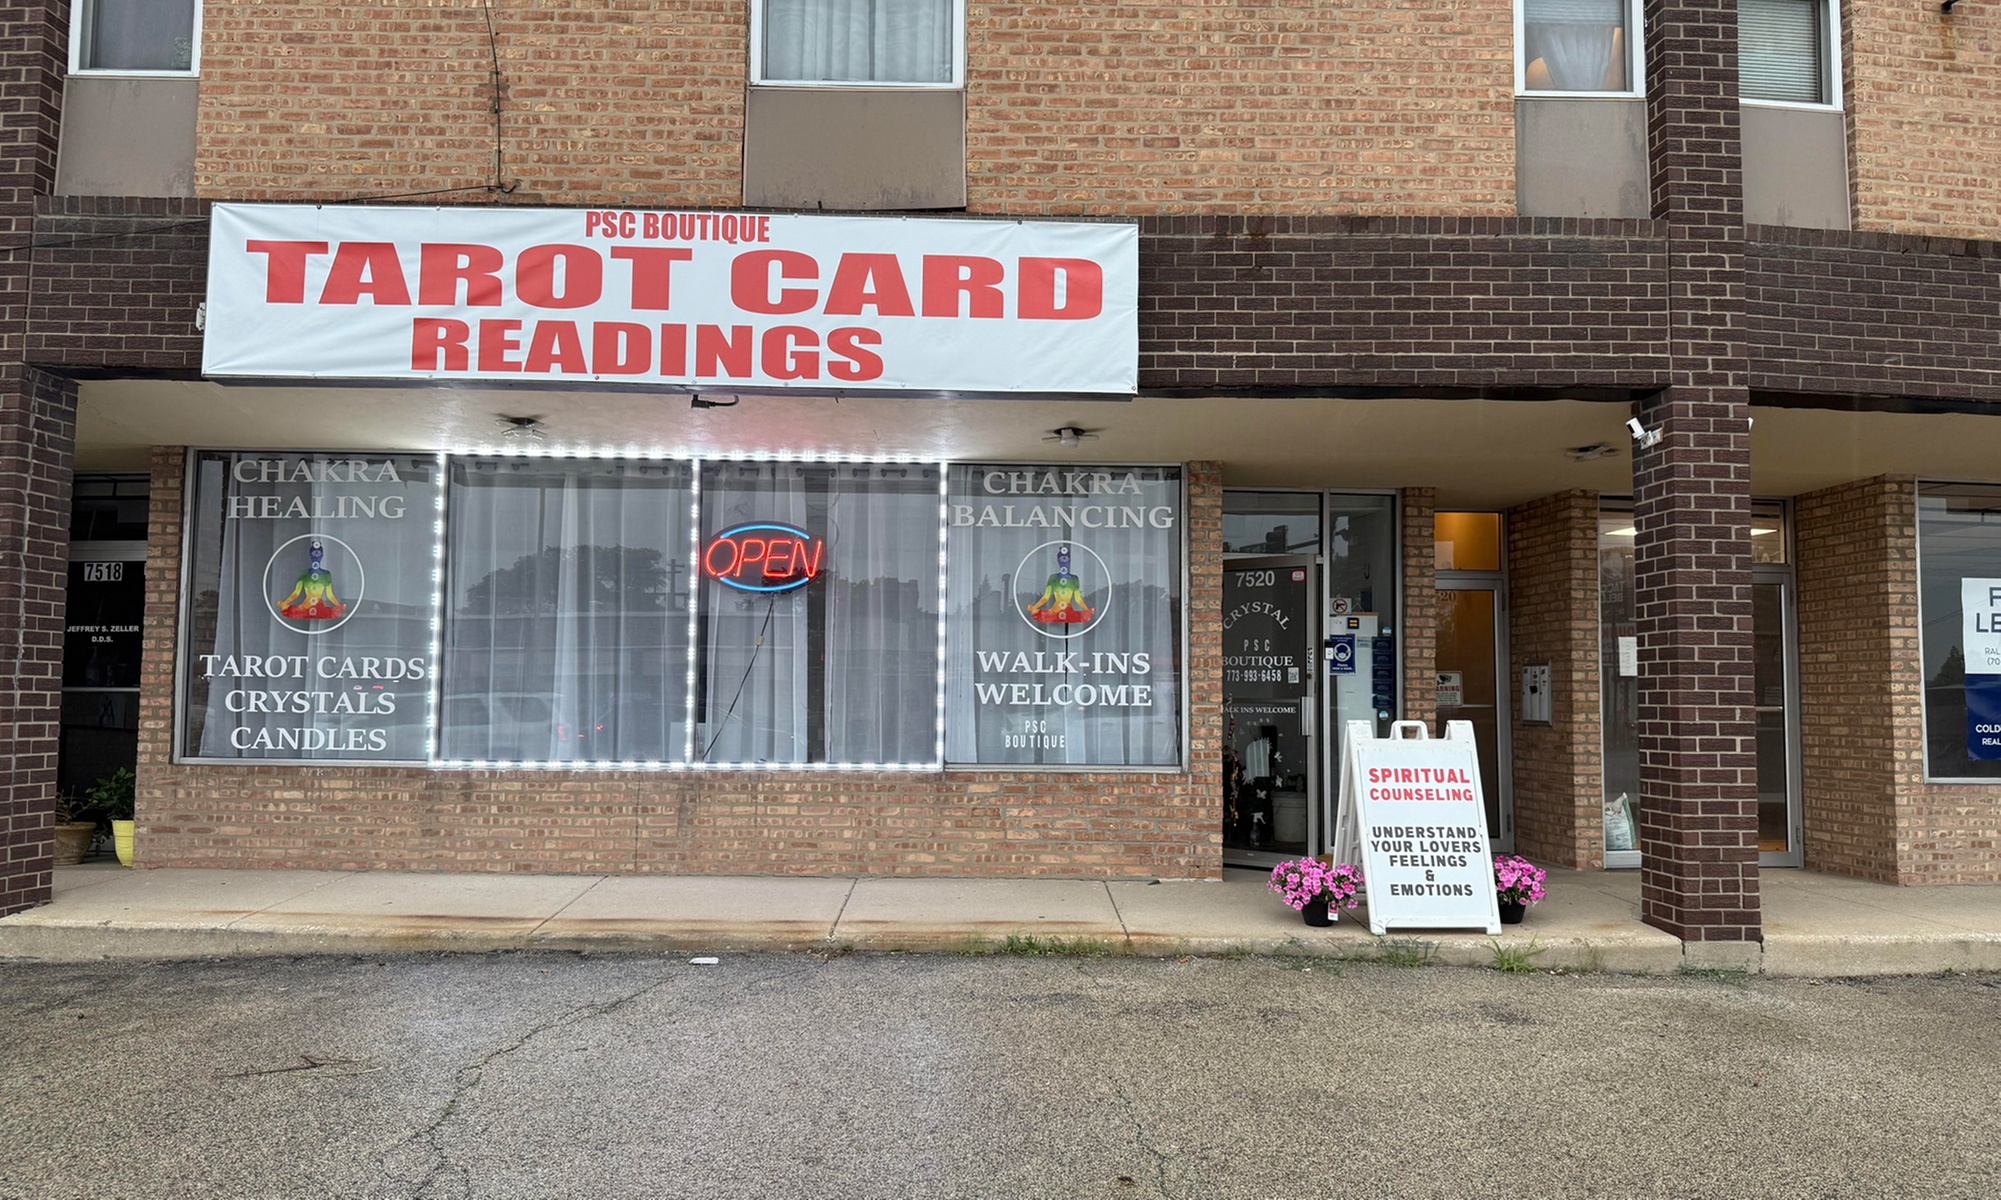 PSC BOUTIQUE
TAROT CARD
READINGS
CHAKRA
HEALING
TAROT CARDS
CRYSTALS
CANDLES
OPEN
CHAKRA
BALANCING
WALK-INS
WELCOME
PSC
BOUTIQUE
7518
JEFFREY S. ZELLER
D.D.S.
7520
CRYSTAL
PSC
BOUTIQUE
773-993-6458
WALK INS WELCOME
WARNING
SPIRITUAL
COUNSELING
UNDERSTAND
YOUR LOVERS
FEELINGS
&
EMOTIONS